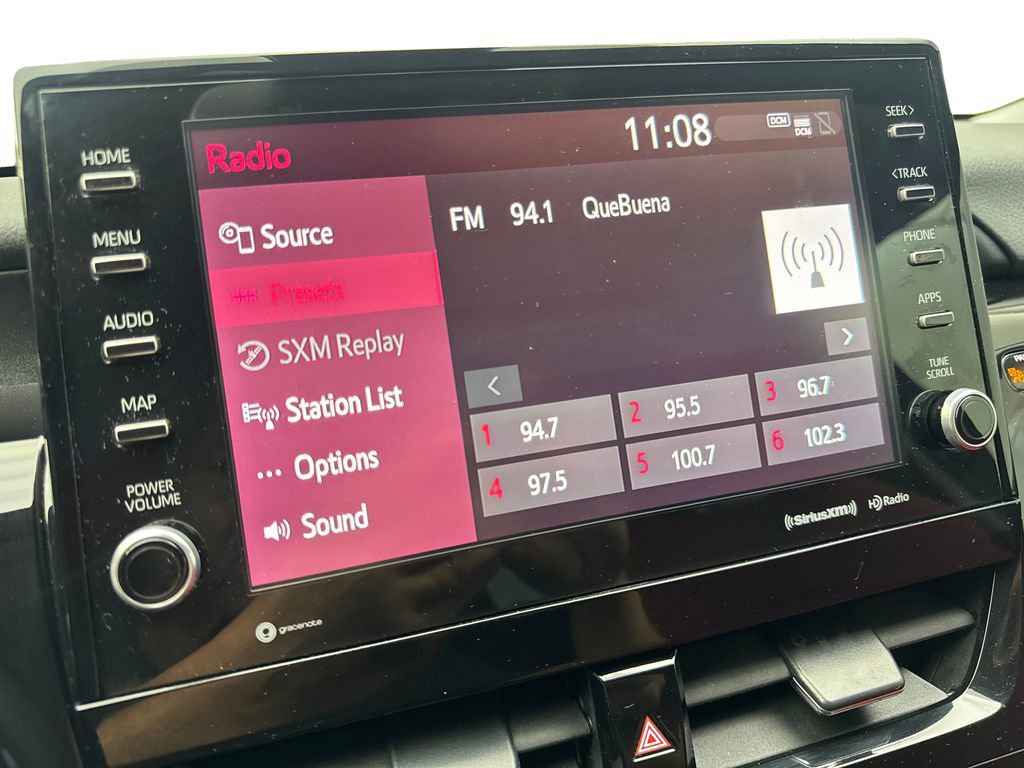 HOME
MENU
AUDIO
MAP
POWER
VOLUME
Radio
11:08
DCM
DCM
Source
Presets
SXM Replay
Station List
Options
Sound
FM 94.1 QueBuena
<
>
1 94.7
2 95.5
3 96.7
4 97.5
5 100.7
6 102.3
SEEK>
<TRACK
PHONE
APPS
TUNE
SCROLL
gracenote
((SiriusXM))
HD Radio